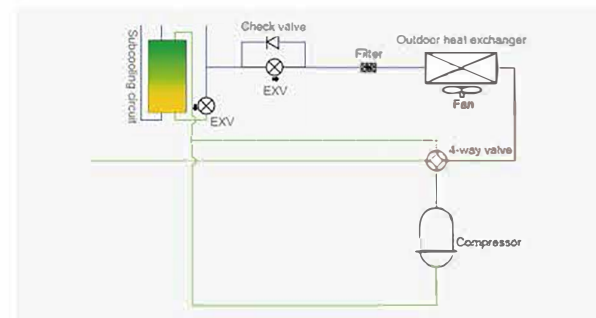 Check valve
Subcooling circuit
Filter
Outdoor heat exchanger
EXV
Fan
EXV
4-way valve
Compressor